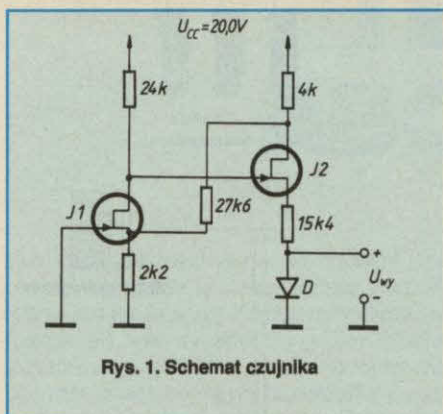 U_CC=20,0V
24k
4k
J2
J1
27k6
15k4
2k2
D
+
U_wy
-
Rys. 1. Schemat czujnika